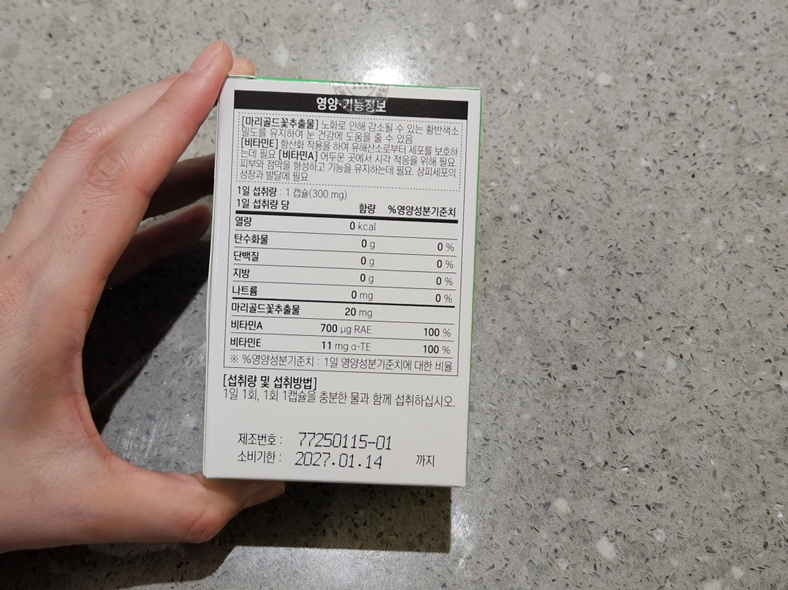 영양·기능정보
[마리골드꽃추출물] 노화로 인해 감소될 수 있는 황반색소
밀도를 유지하여 눈 건강에 도움을 줄 수 있음
[비타민E] 항산화 작용을 하여 유해산소로부터 세포를 보호하
는데 필요 [비타민A] 어두운 곳에서 시각 적응을 위해 필요.
피부와 점막을 형성하고 기능을 유지하는데 필요. 상피세포의
성장과 발달에 필요
1일 섭취량 : 1 캡슐(300 mg)
1일 섭취량 당 함량 %영양성분기준치
열량 0 kcal
탄수화물 0 g 0 %
단백질 0 g 0 %
지방 0 g 0 %
나트륨 0 mg 0 %
마리골드꽃추출물 20 mg
비타민A 700 μg RAE 100 %
비타민E 11 mg α-TE 100 %
※ %영양성분기준치 : 1일 영양성분기준치에 대한 비율
[섭취량 및 섭취방법]
1일 1회, 1회 1캡슐을 충분한 물과 함께 섭취하십시오.
제조번호 : 77250115-01
소비기한 : 2027.01.14 까지